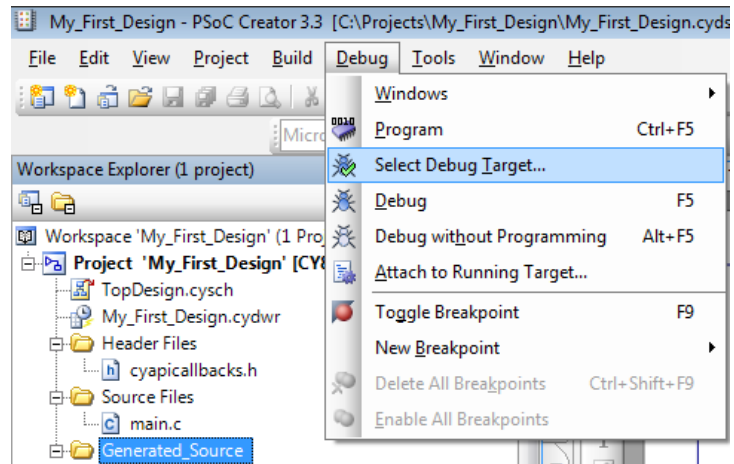 My_First_Design - PSoC Creator 3.3 [C:\Projects\My_First_Design\My_First_Design.cyds
File Edit View Project Build Debug Tools Window Help
Windows
0010
Program Ctrl+F5
Micro
Workspace Explorer (1 project)
Select Debug Target...
Debug F5
Workspace 'My_First_Design' (1 Proj
Debug without Programming Alt+F5
Project 'My_First_Design' [CY8
Attach to Running Target...
TopDesign.cysch
My_First_Design.cydwr
Toggle Breakpoint F9
Header Files
New Breakpoint
h cyapicallbacks.h
Delete All Breakpoints Ctrl+Shift+F9
Source Files
c main.c
Enable All Breakpoints
Generated_Source
1